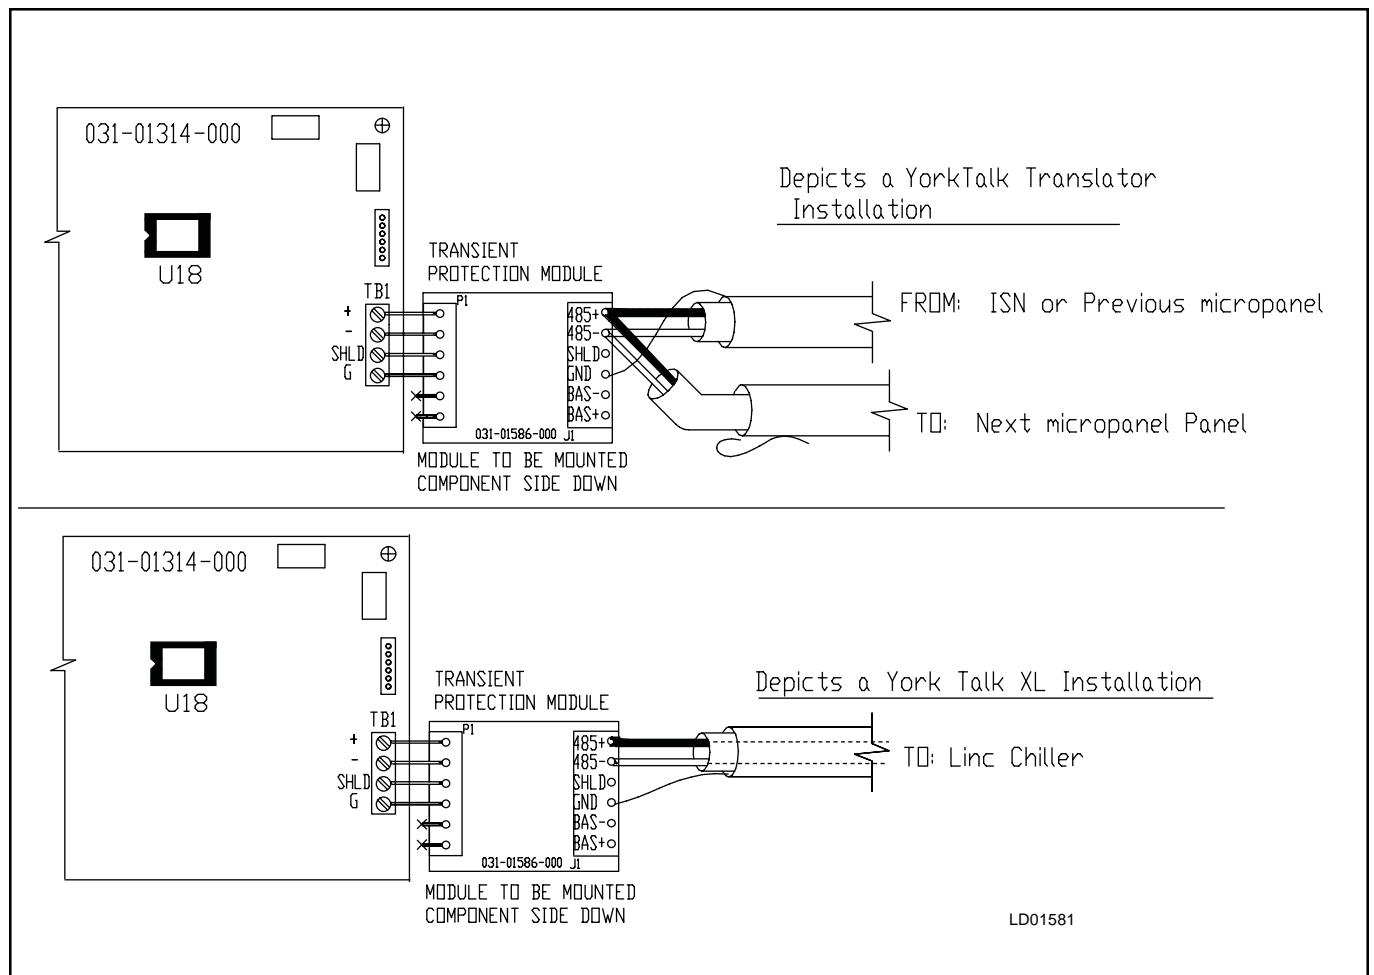 031-01314-000
Depicts a YorkTalk Translator
Installation
U18
TRANSIENT
PROTECTION MODULE
TB1
P1
+
-
SHLD
G
485+
485-
SHLD
GND
BAS-
BAS+
FROM: ISN or Previous micropanel
TO: Next micropanel Panel
031-01586-000 J1
MODULE TO BE MOUNTED
COMPONENT SIDE DOWN
031-01314-000
U18
TRANSIENT
PROTECTION MODULE
Depicts a York Talk XL Installation
TB1
P1
+
-
SHLD
G
485+
485-
SHLD
GND
BAS-
BAS+
TO: Linc Chiller
031-01586-000 J1
MODULE TO BE MOUNTED
COMPONENT SIDE DOWN
LD01581